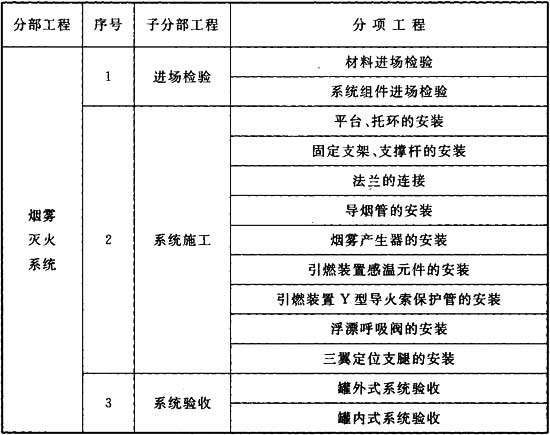 分部工程 序号 子分部工程 分项工程
烟雾
灭火
系统
1 进场检验
材料进场检验
系统组件进场检验
2 系统施工
平台、托环的安装
固定支架、支撑杆的安装
法兰的连接
导烟管的安装
烟雾产生器的安装
引燃装置感温元件的安装
引燃装置 Y 型导火索保护管的安装
浮漂呼吸阀的安装
三翼定位支腿的安装
3 系统验收
罐外式系统验收
罐内式系统验收